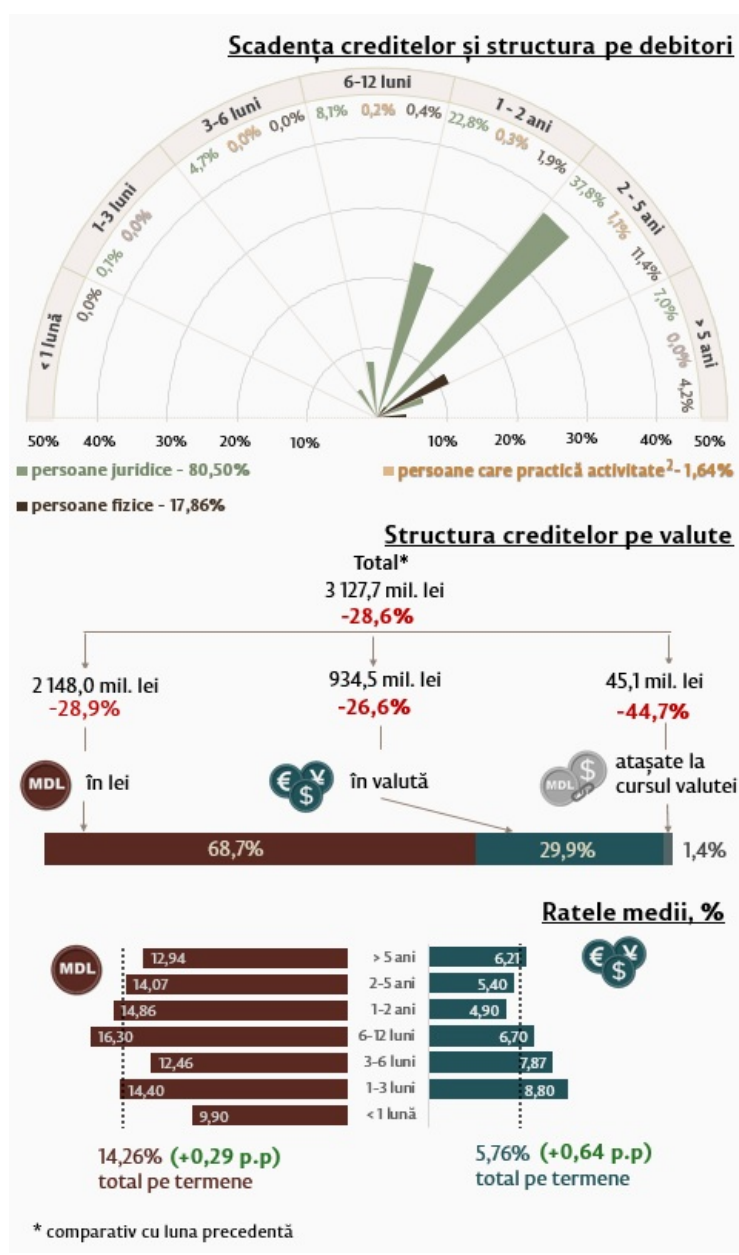 Scadența creditelor și structura pe debitori
< 1 lună
1-3 luni
3-6 luni
6-12 luni
1 - 2 ani
2 - 5 ani
> 5 ani
0,0%
0,1% 0,0%
4,7% 0,0% 0,0%
8,1% 0,2% 0,4%
22,8% 0,3% 1,9%
37,8% 1,1% 11,4%
7,0% 0,0% 4,2%
50% 40% 30% 20% 10% 10% 20% 30% 40% 50%
persoane juridice - 80,50%
persoane care practică activitate2- 1,64%
persoane fizice - 17,86%
Structura creditelor pe valute
Total*
3 127,7 mil. lei
-28,6%
2 148,0 mil. lei
-28,9%
934,5 mil. lei
-26,6%
45,1 mil. lei
-44,7%
MDL în lei
€ ¥ $ în valută
MDL $ atașate la
cursul valutei
68,7% 29,9% 1,4%
Ratele medii, %
MDL
€ ¥ $
12,94 > 5 ani 6,21
14,07 2-5 ani 5,40
14,86 1-2 ani 4,90
16,30 6-12 luni 6,70
12,46 3-6 luni 7,87
14,40 1-3 luni 8,80
9,90 < 1 lună
14,26% (+0,29 p.p)
total pe termene
5,76% (+0,64 p.p)
total pe termene
* comparativ cu luna precedentă